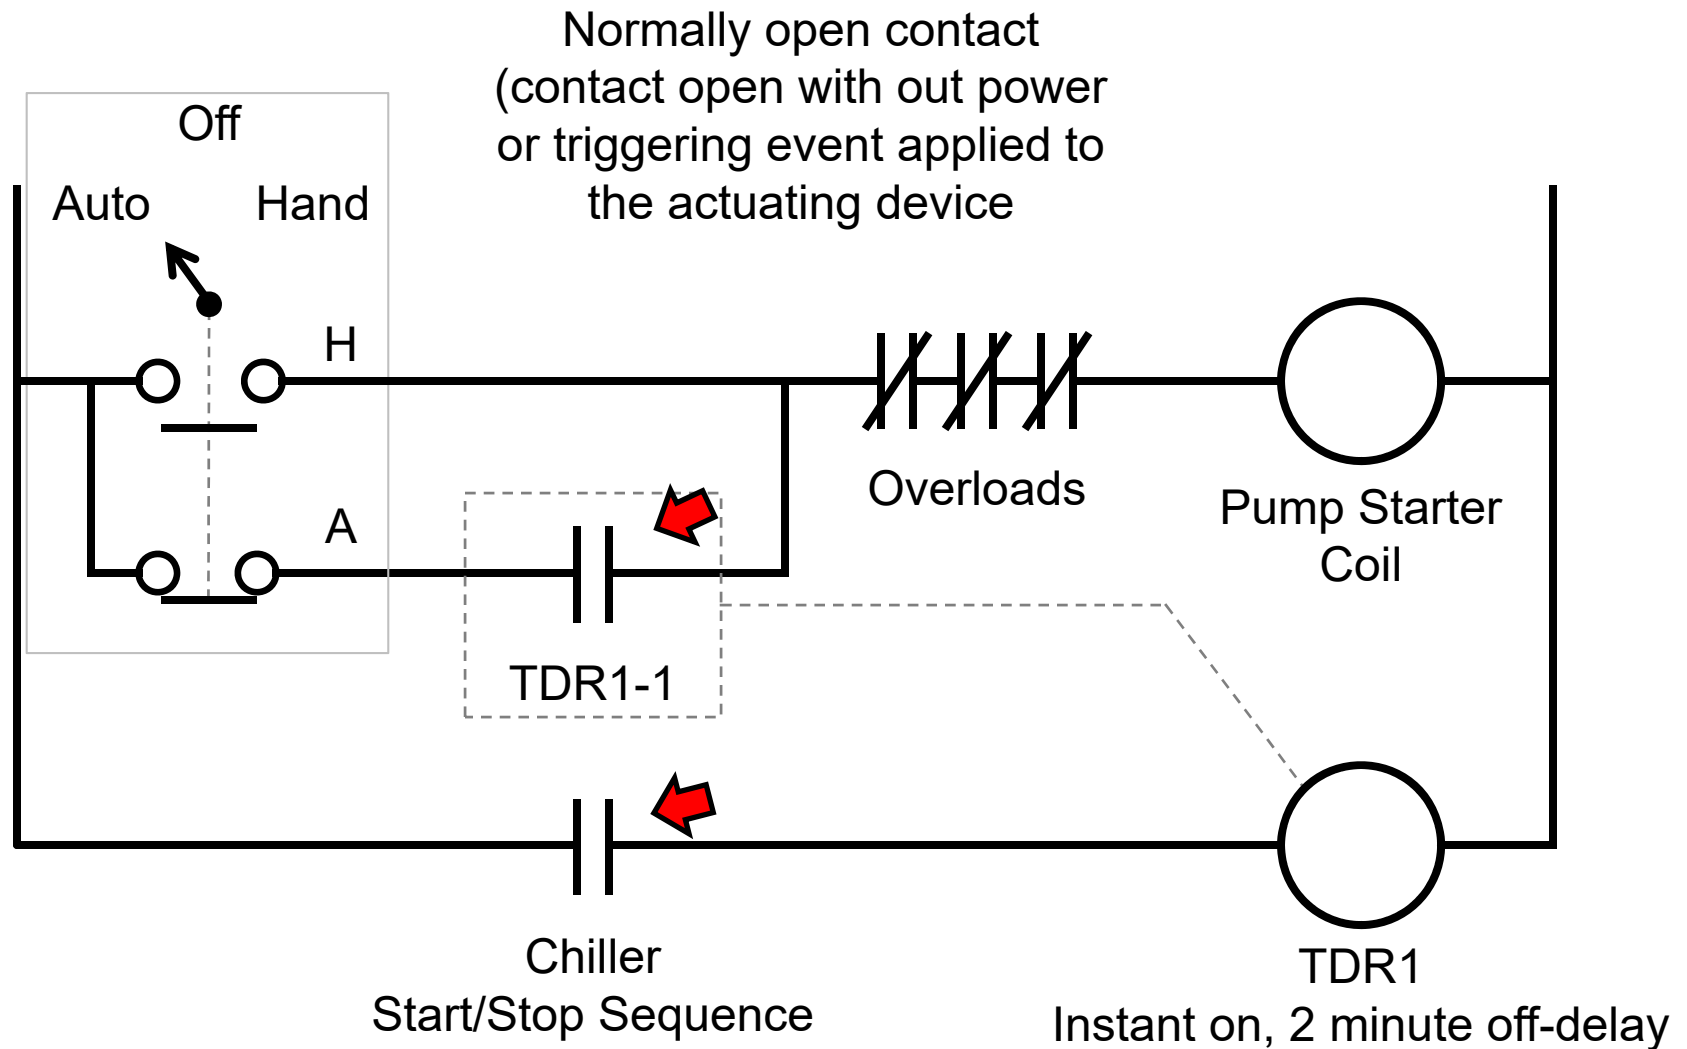 Normally open contact
(contact open with out power
or triggering event applied to
the actuating device
Off
Auto
Hand
H
A
Overloads
Pump Starter
Coil
TDR1-1
Chiller
Start/Stop Sequence
TDR1
Instant on, 2 minute off-delay